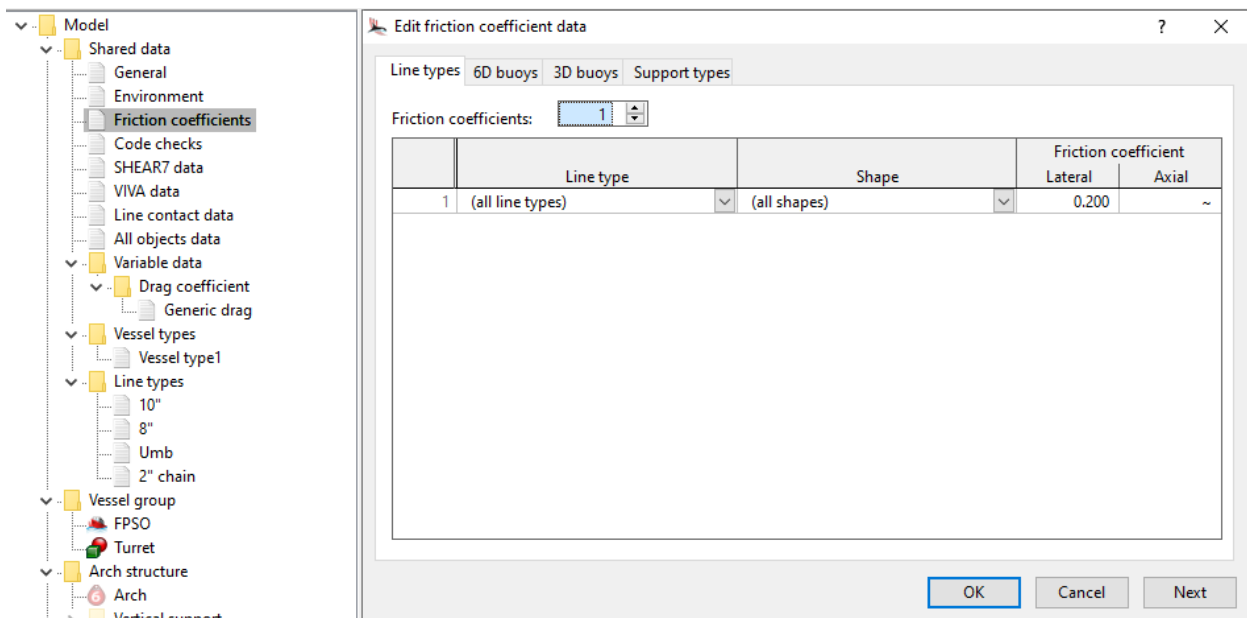 Model
Shared data
General
Environment
Friction coefficients
Code checks
SHEAR7 data
VIVA data
Line contact data
All objects data
Variable data
Drag coefficient
Generic drag
Vessel types
Vessel type1
Line types
10"
8"
Umb
2" chain
Vessel group
FPSO
Turret
Arch structure
6 Arch
Vertical support
Edit friction coefficient data ?
Line types 6D buoys 3D buoys Support types
Friction coefficients: 1
Friction coefficient
Line type Shape Lateral Axial
1 (all line types) (all shapes) 0.200 ~
OK Cancel Next